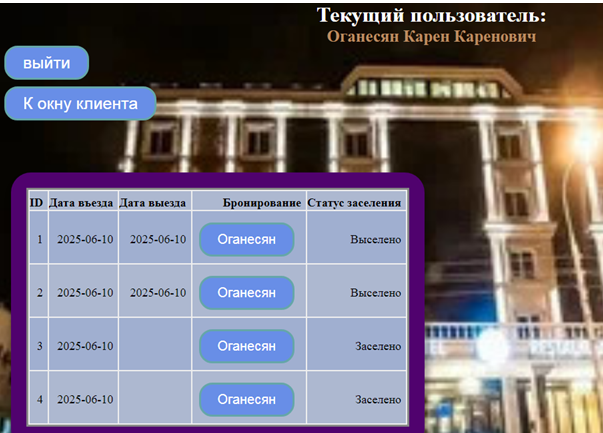 Текущий пользователь:
Оганесян Карен Каренович
выйти
К окну клиента
ID Дата въезда Дата выезда Бронирование Статус заселения
1 2025-06-10 2025-06-10 Оганесян Выселено
2 2025-06-10 2025-06-10 Оганесян Выселено
3 2025-06-10 Оганесян Заселено
4 2025-06-10 Оганесян Заселено